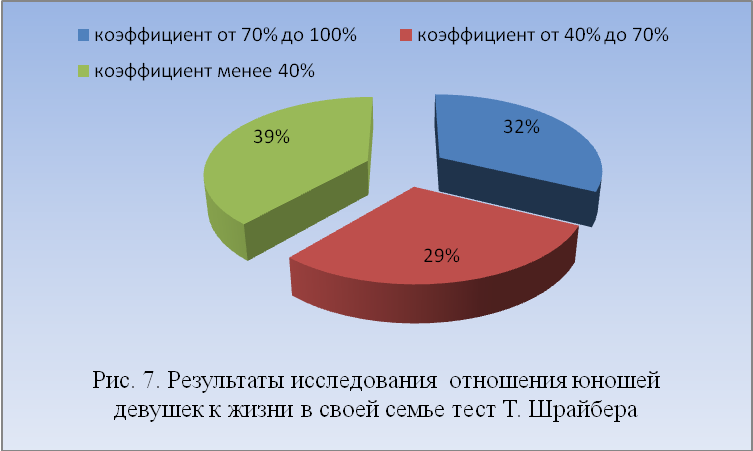 коэффициент от 70% до 100% коэффициент от 40% до 70%
коэффициент менее 40%
32%
39%
29%
Рис. 7. Результаты исследования отношения юношей
девушек к жизни в своей семье тест Т. Шрайбера